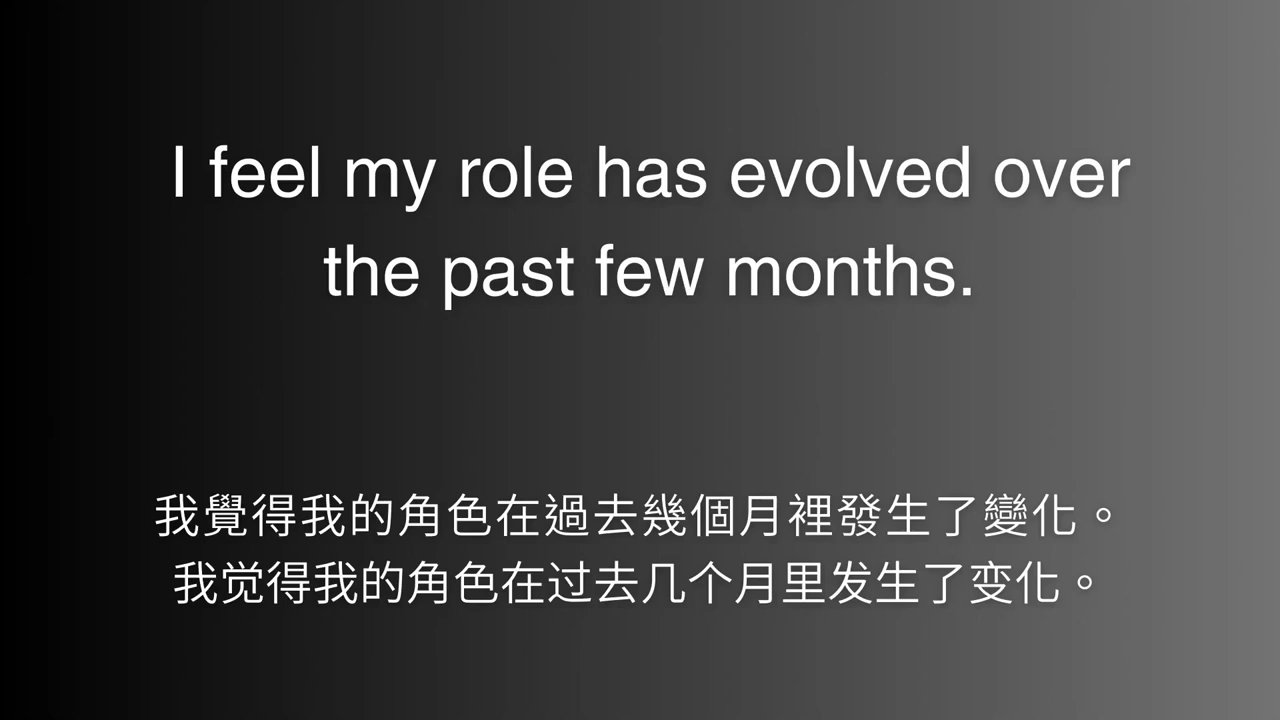 I feel my role has evolved over
the past few months.
我覺得我的角色在過去幾個月裡發生了變化。
我觉得我的角色在过去几个月里发生了变化。